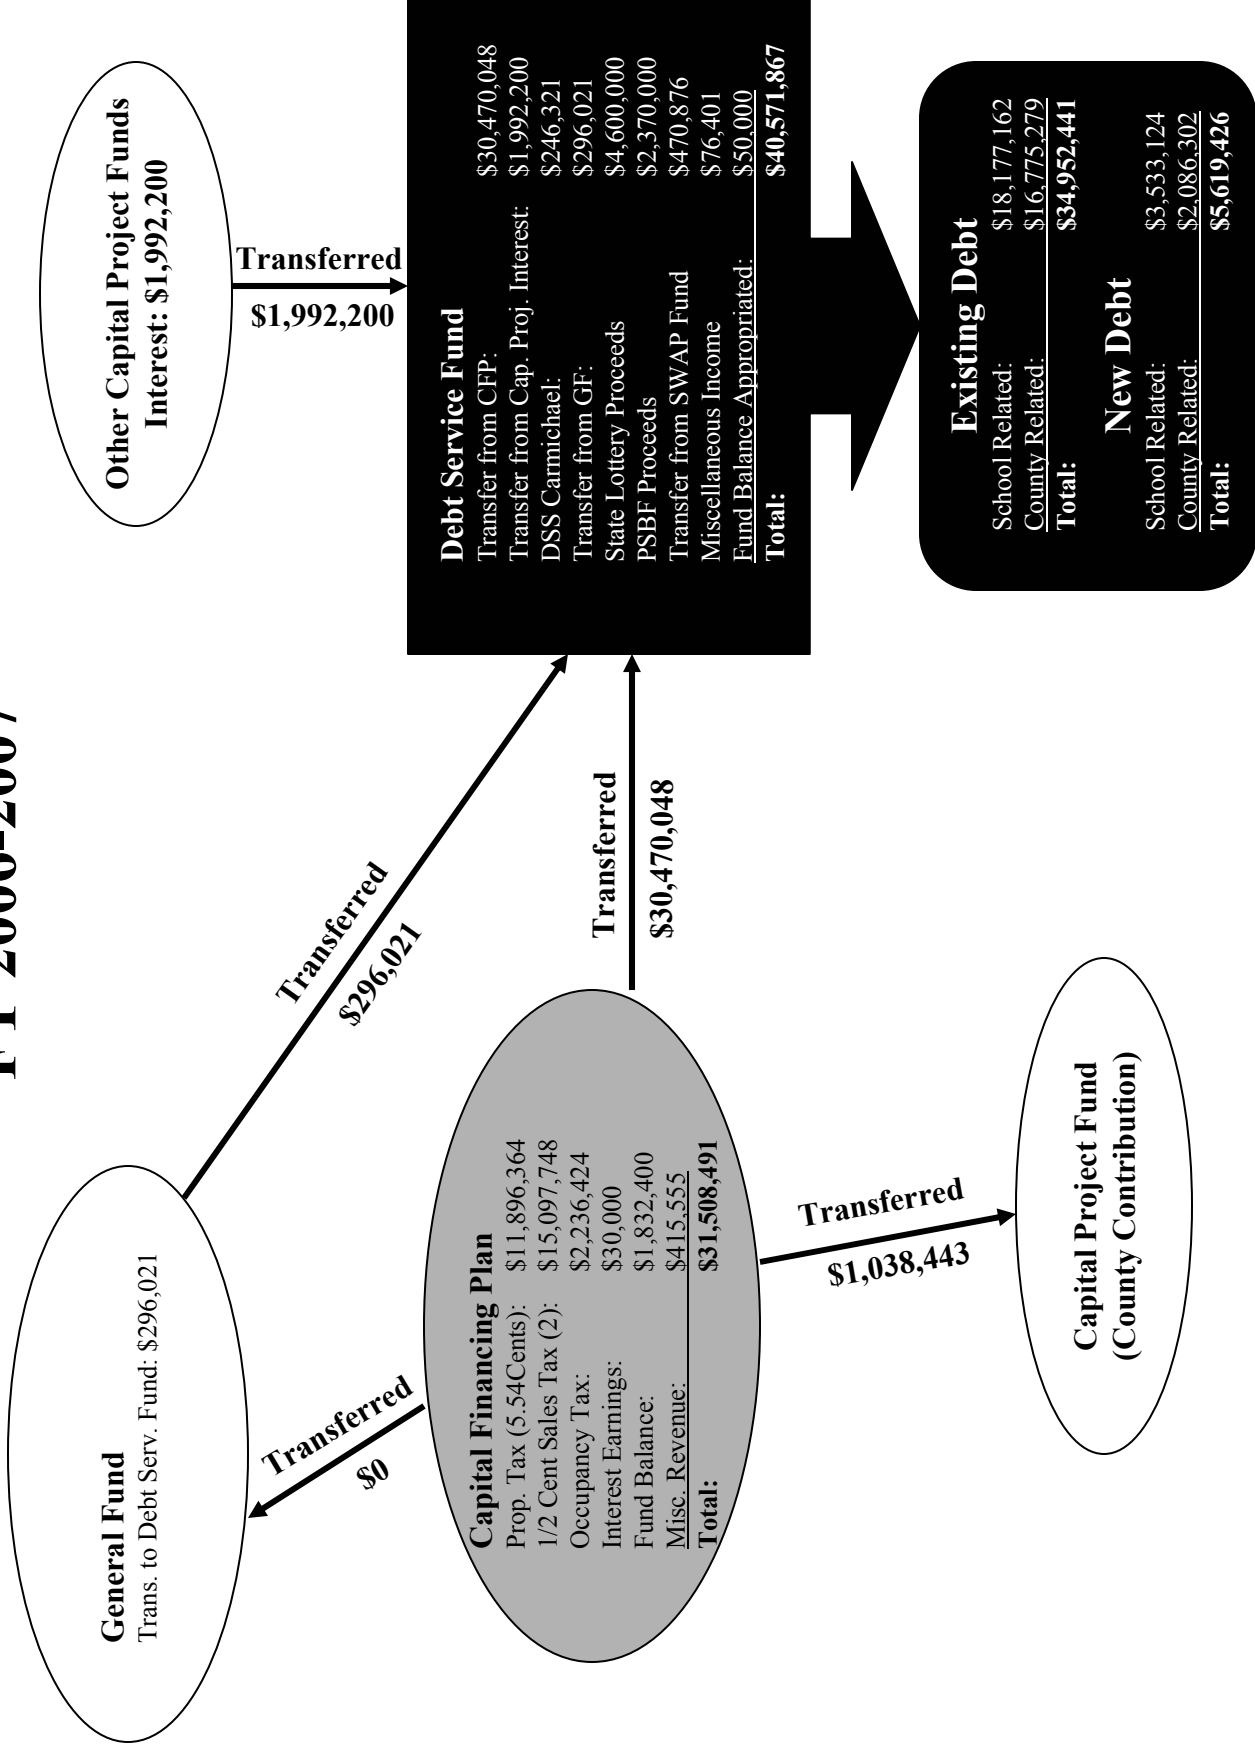 FY 2006-2007
General Fund
Trans. to Debt Serv. Fund: $296,021
Transferred
$0
Transferred
$296,021
Other Capital Project Funds
Interest: $1,992,200
Transferred
$1,992,200
Capital Financing Plan
Prop. Tax (5.54Cents): $11,896,364
1/2 Cent Sales Tax (2): $15,097,748
Occupancy Tax: $2,236,424
Interest Earnings: $30,000
Fund Balance: $1,832,400
Misc. Revenue: $415,555
Total: $31,508,491
Transferred
$30,470,048
Debt Service Fund
Transfer from CFP: $30,470,048
Transfer from Cap. Proj. Interest: $1,992,200
DSS Carmichael: $246,321
Transfer from GF: $296,021
State Lottery Proceeds $4,600,000
PSBF Proceeds $2,370,000
Transfer from SWAP Fund $470,876
Miscellaneous Income $76,401
Fund Balance Appropriated: $50,000
Total: $40,571,867
Transferred
$1,038,443
Capital Project Fund
(County Contribution)
Existing Debt
School Related: $18,177,162
County Related: $16,775,279
Total: $34,952,441
New Debt
School Related: $3,533,124
County Related: $2,086,302
Total: $5,619,426